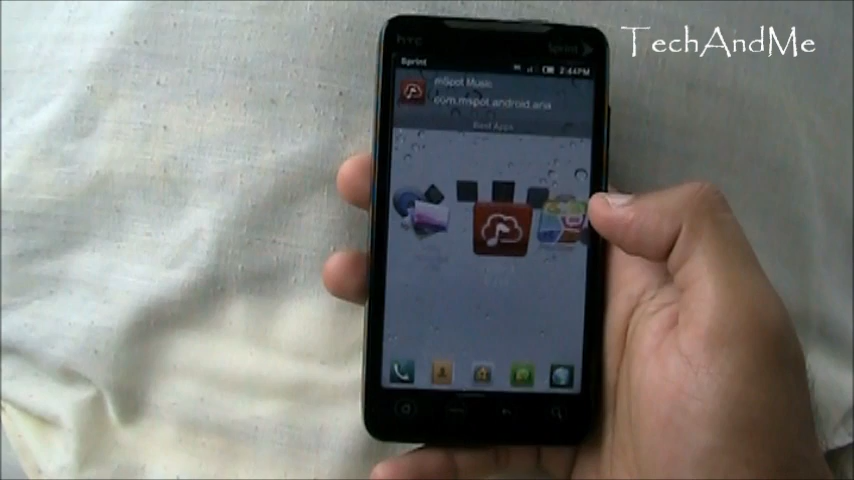 TechAndMe
hTC
Sprint
Sprint
2:44PM
mSpot Music
com.mspot.android.aria
Best Apps